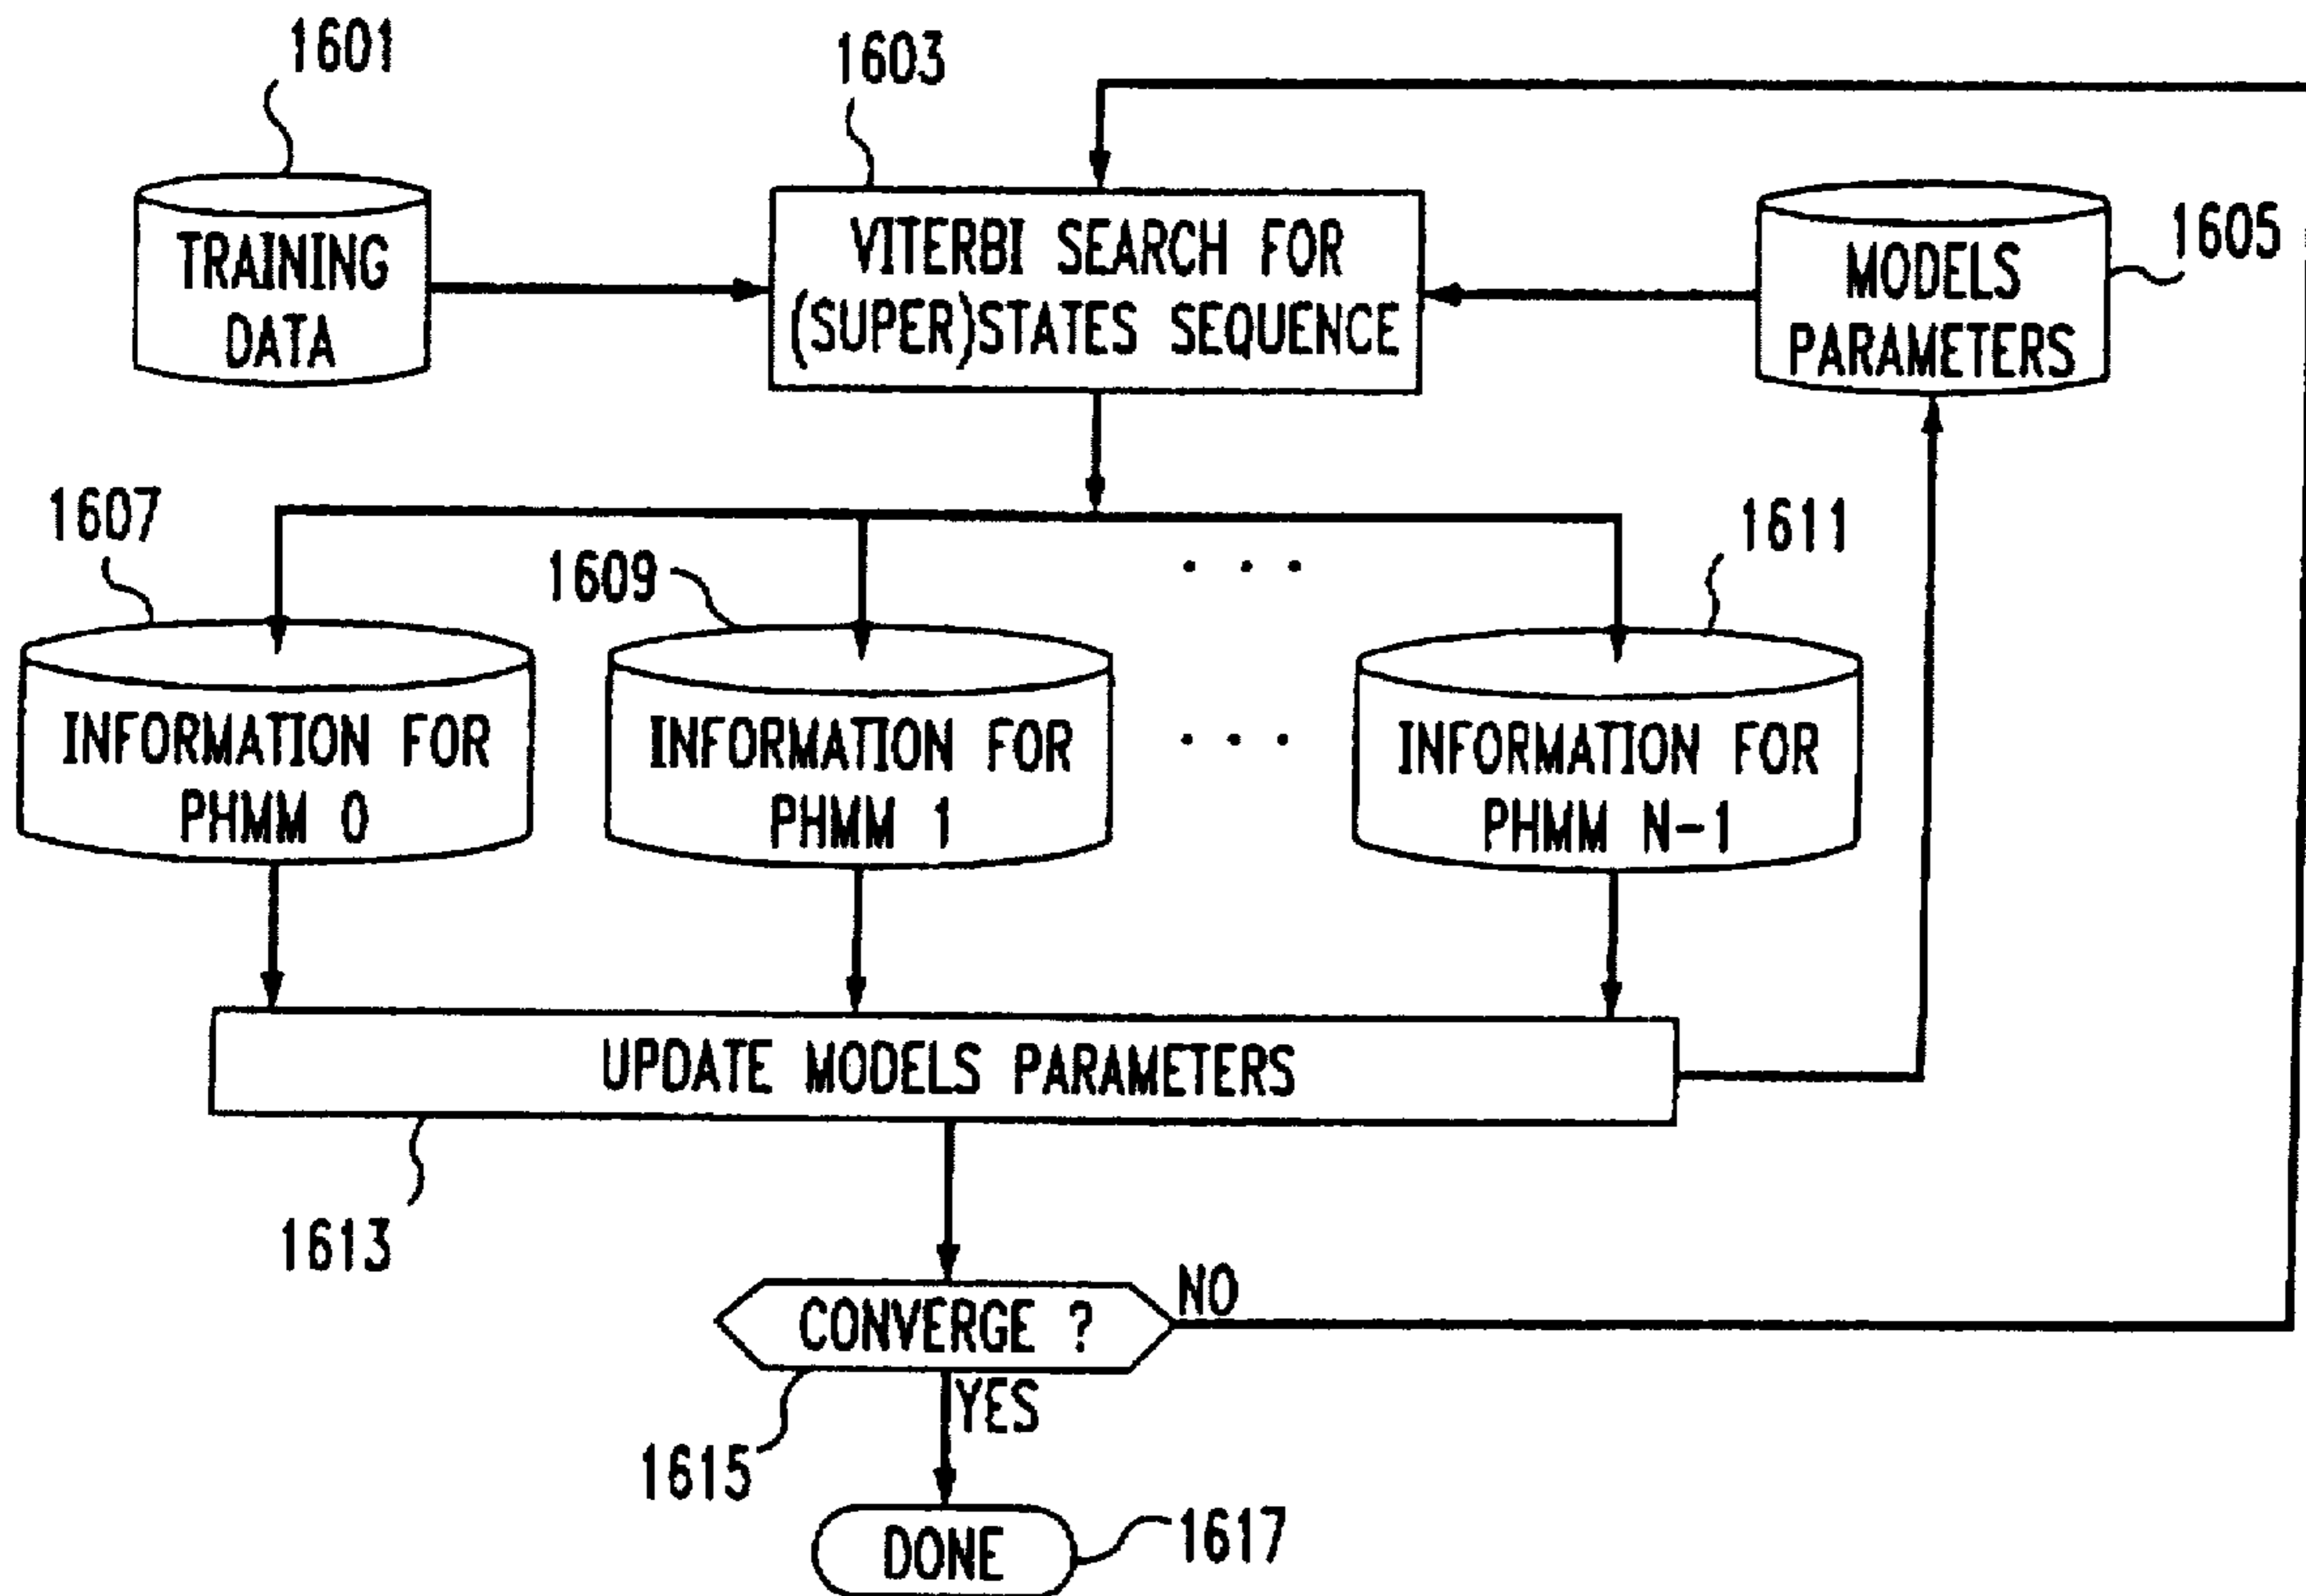 1601
1603
TRAINING
DATA
VITERBI SEARCH FOR
(SUPER)STATES SEQUENCE
MODELS
PARAMETERS
1605
1607
1609
. . .
1611
INFORMATION FOR
PHMM 0
INFORMATION FOR
PHMM 1
. . .
INFORMATION FOR
PHMM N-1
UPDATE MODELS PARAMETERS
1613
CONVERGE ?
NO
YES
1615
DONE
1617